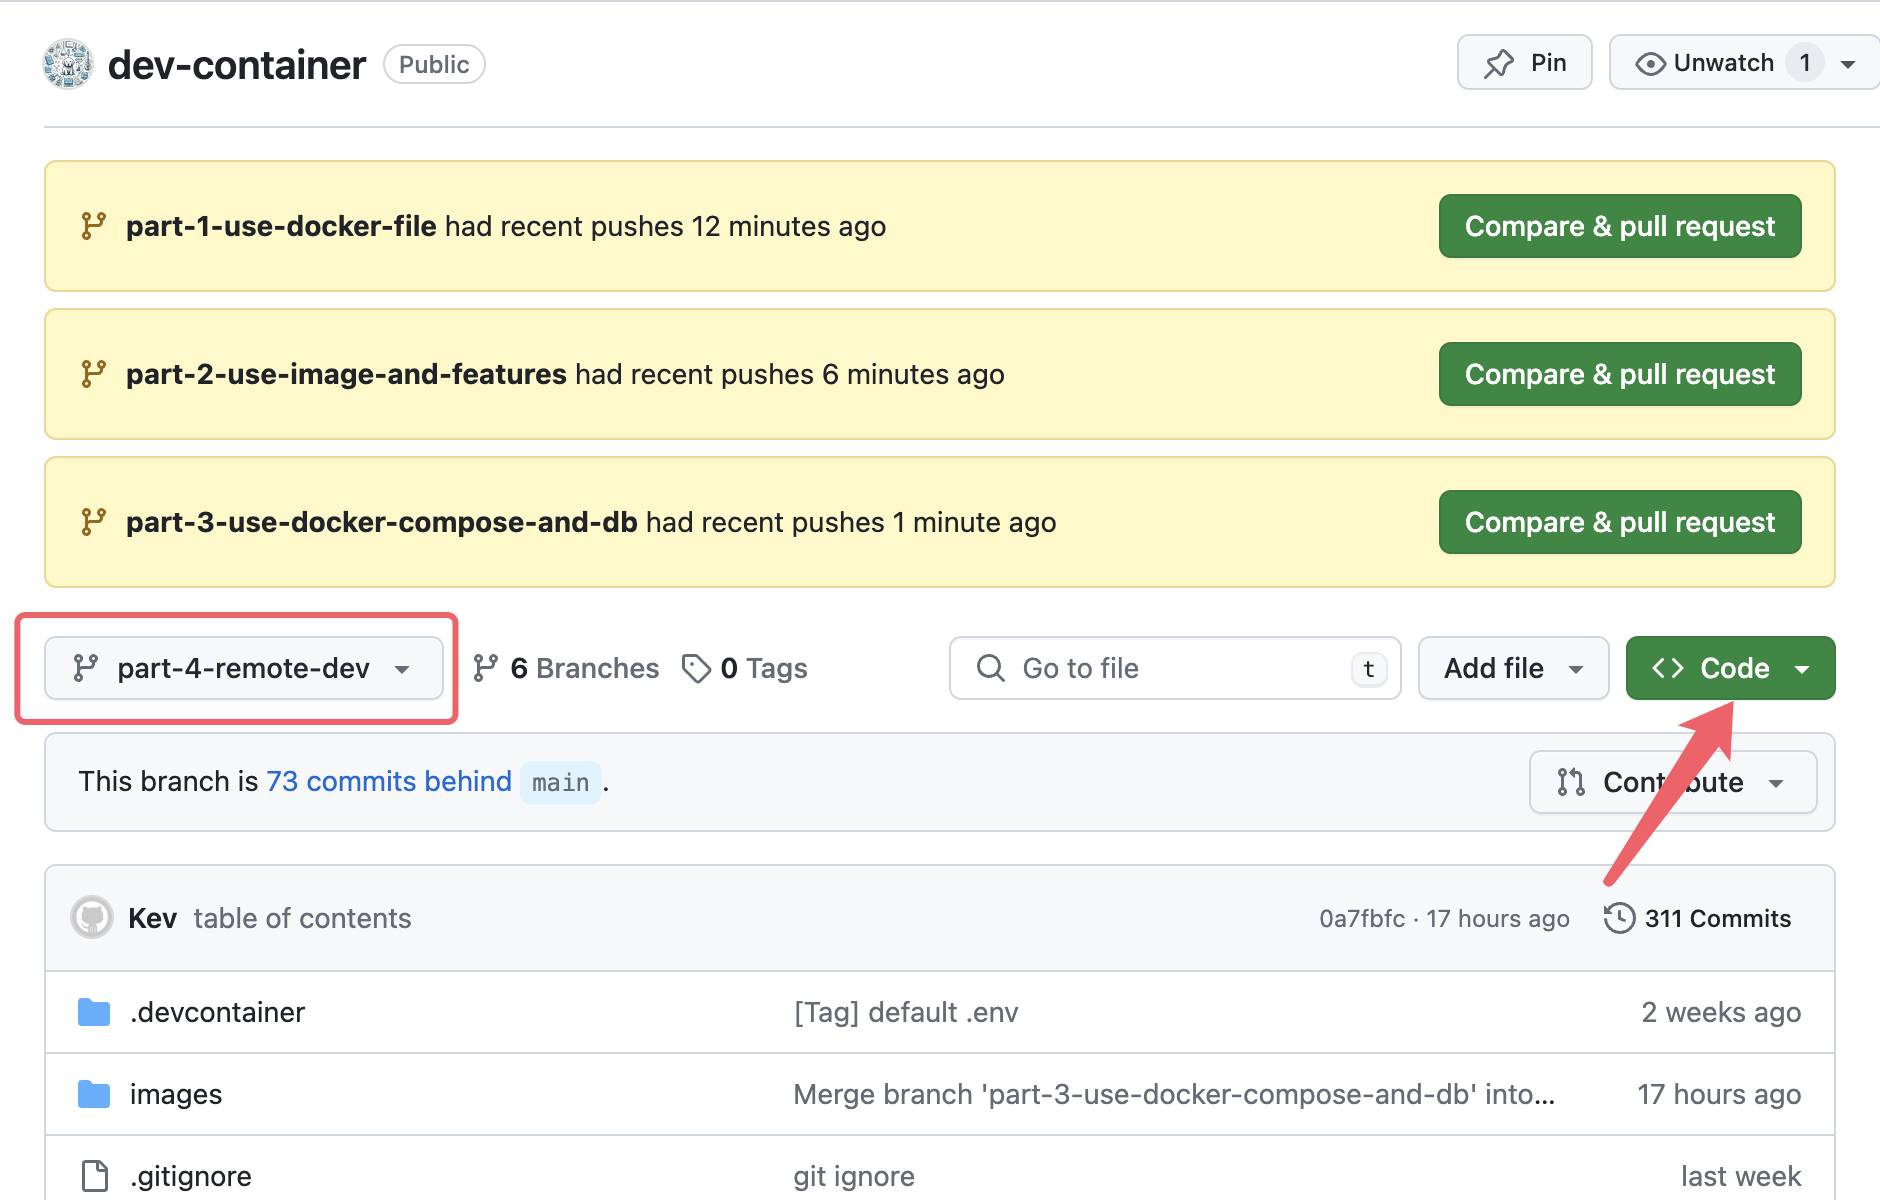 dev-container Public Pin Unwatch 1
part-1-use-docker-file had recent pushes 12 minutes ago Compare & pull request
part-2-use-image-and-features had recent pushes 6 minutes ago Compare & pull request
part-3-use-docker-compose-and-db had recent pushes 1 minute ago Compare & pull request
part-4-remote-dev 6 Branches 0 Tags Go to file t Add file Code
This branch is 73 commits behind main. Contribute
Kev table of contents 0a7fbfc · 17 hours ago 311 Commits
.devcontainer [Tag] default .env 2 weeks ago
images Merge branch 'part-3-use-docker-compose-and-db' into... 17 hours ago
.gitignore git ignore last week